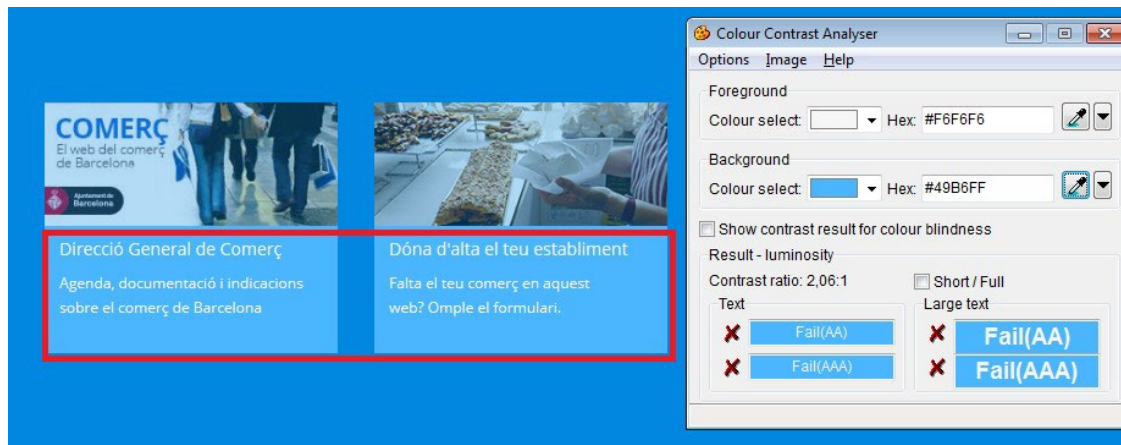 COMERÇ
El web del comerç
de Barcelona
Ajuntament de
Barcelona
Direcció General de Comerç
Agenda, documentació i indicacions
sobre el comerç de Barcelona
Dóna d'alta el teu establiment
Falta el teu comerç en aquest
web? Omple el formulari.
Colour Contrast Analyser
Options Image Help
Foreground
Colour select: Hex: #F6F6F6
Background
Colour select: Hex: #49B6FF
Show contrast result for colour blindness
Result - luminosity
Contrast ratio: 2,06:1 Short / Full
Text
Fail(AA)
Fail(AAA)
Large text
Fail(AA)
Fail(AAA)